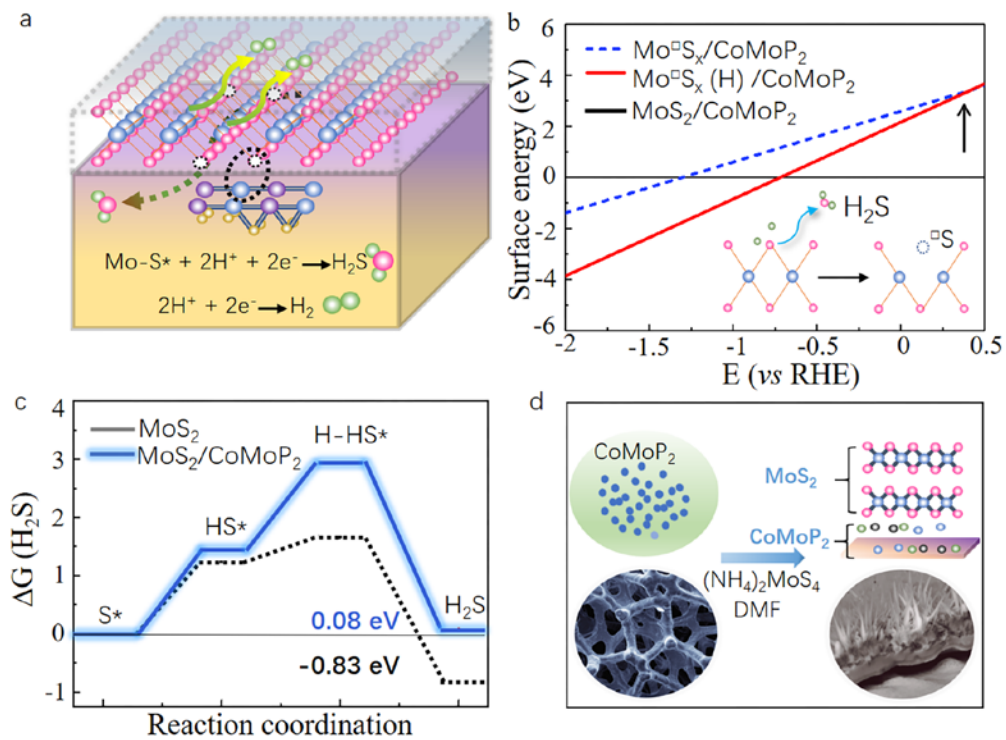 a
Mo-S* + 2H⁺ + 2e⁻ → H₂S
2H⁺ + 2e⁻ → H₂
b
Surface energy (eV)
6
4
2
0
-2
-4
-6
Mo□Sₓ/CoMoP₂
Mo□Sₓ (H) /CoMoP₂
MoS₂/CoMoP₂
H₂S
□S
-2
-1.5
-1
-0.5
0
0.5
E (vs RHE)
c
ΔG (H₂S)
4
3
2
1
0
-1
MoS₂
MoS₂/CoMoP₂
H-HS*
HS*
S*
H₂S
0.08 eV
-0.83 eV
Reaction coordination
d
CoMoP₂
MoS₂
CoMoP₂
(NH₄)₂MoS₄
DMF